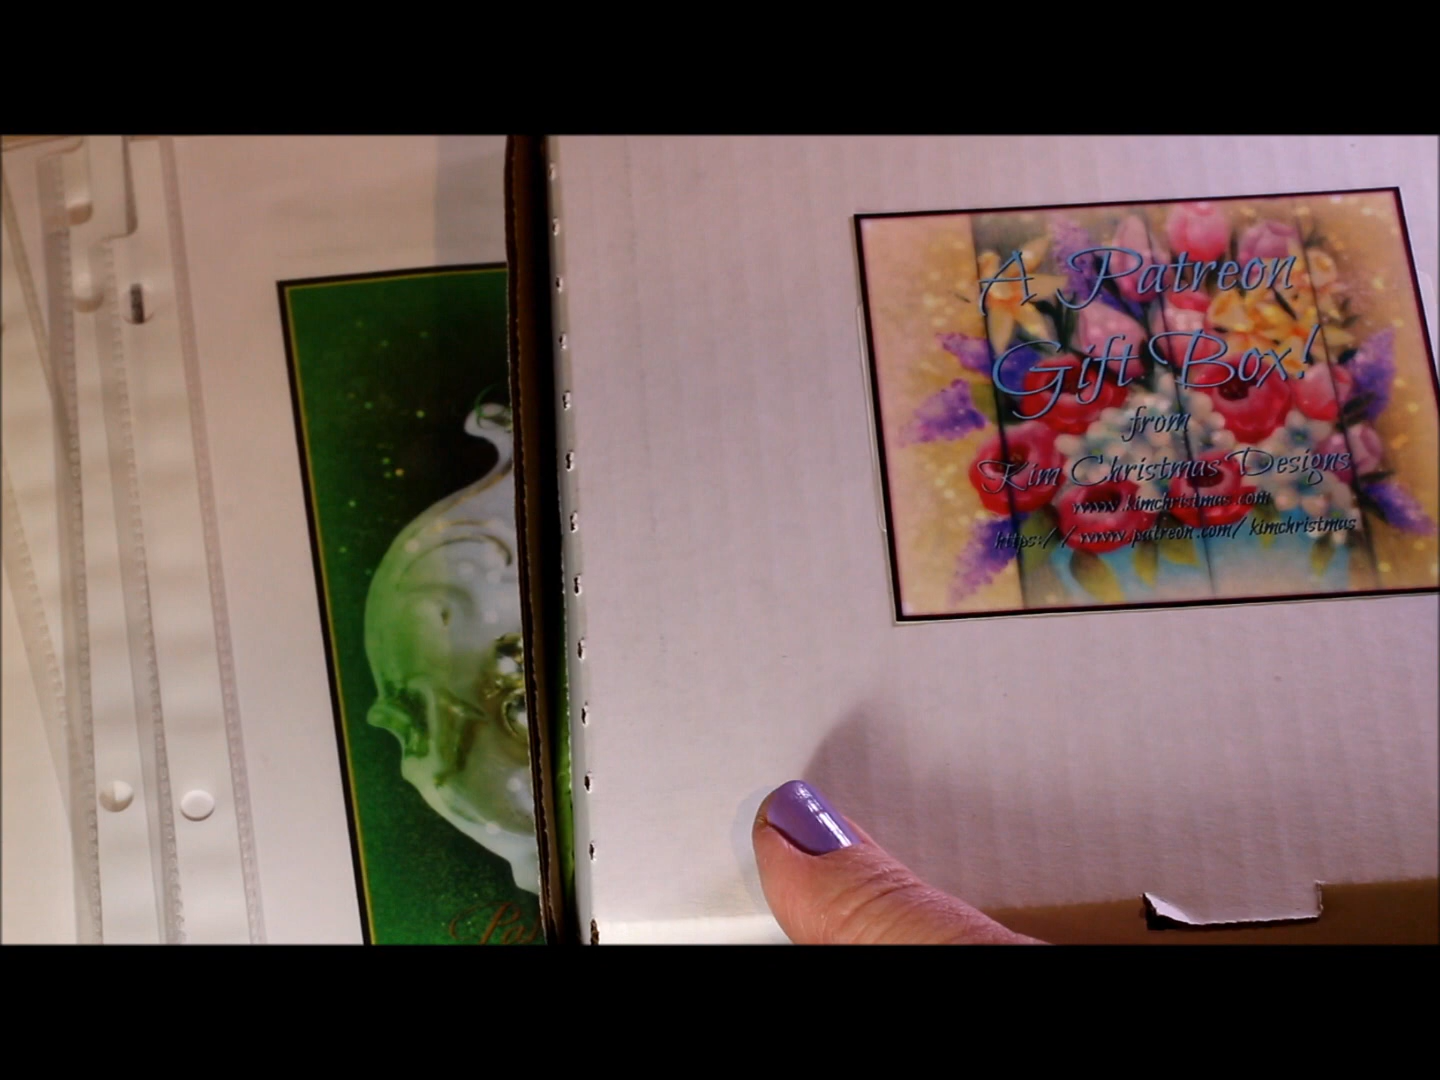 A Patreon
Gift Box!
from
Kim Christmas Designs
www.kimchristmas.com
https://www.patreon.com/kimchristmas